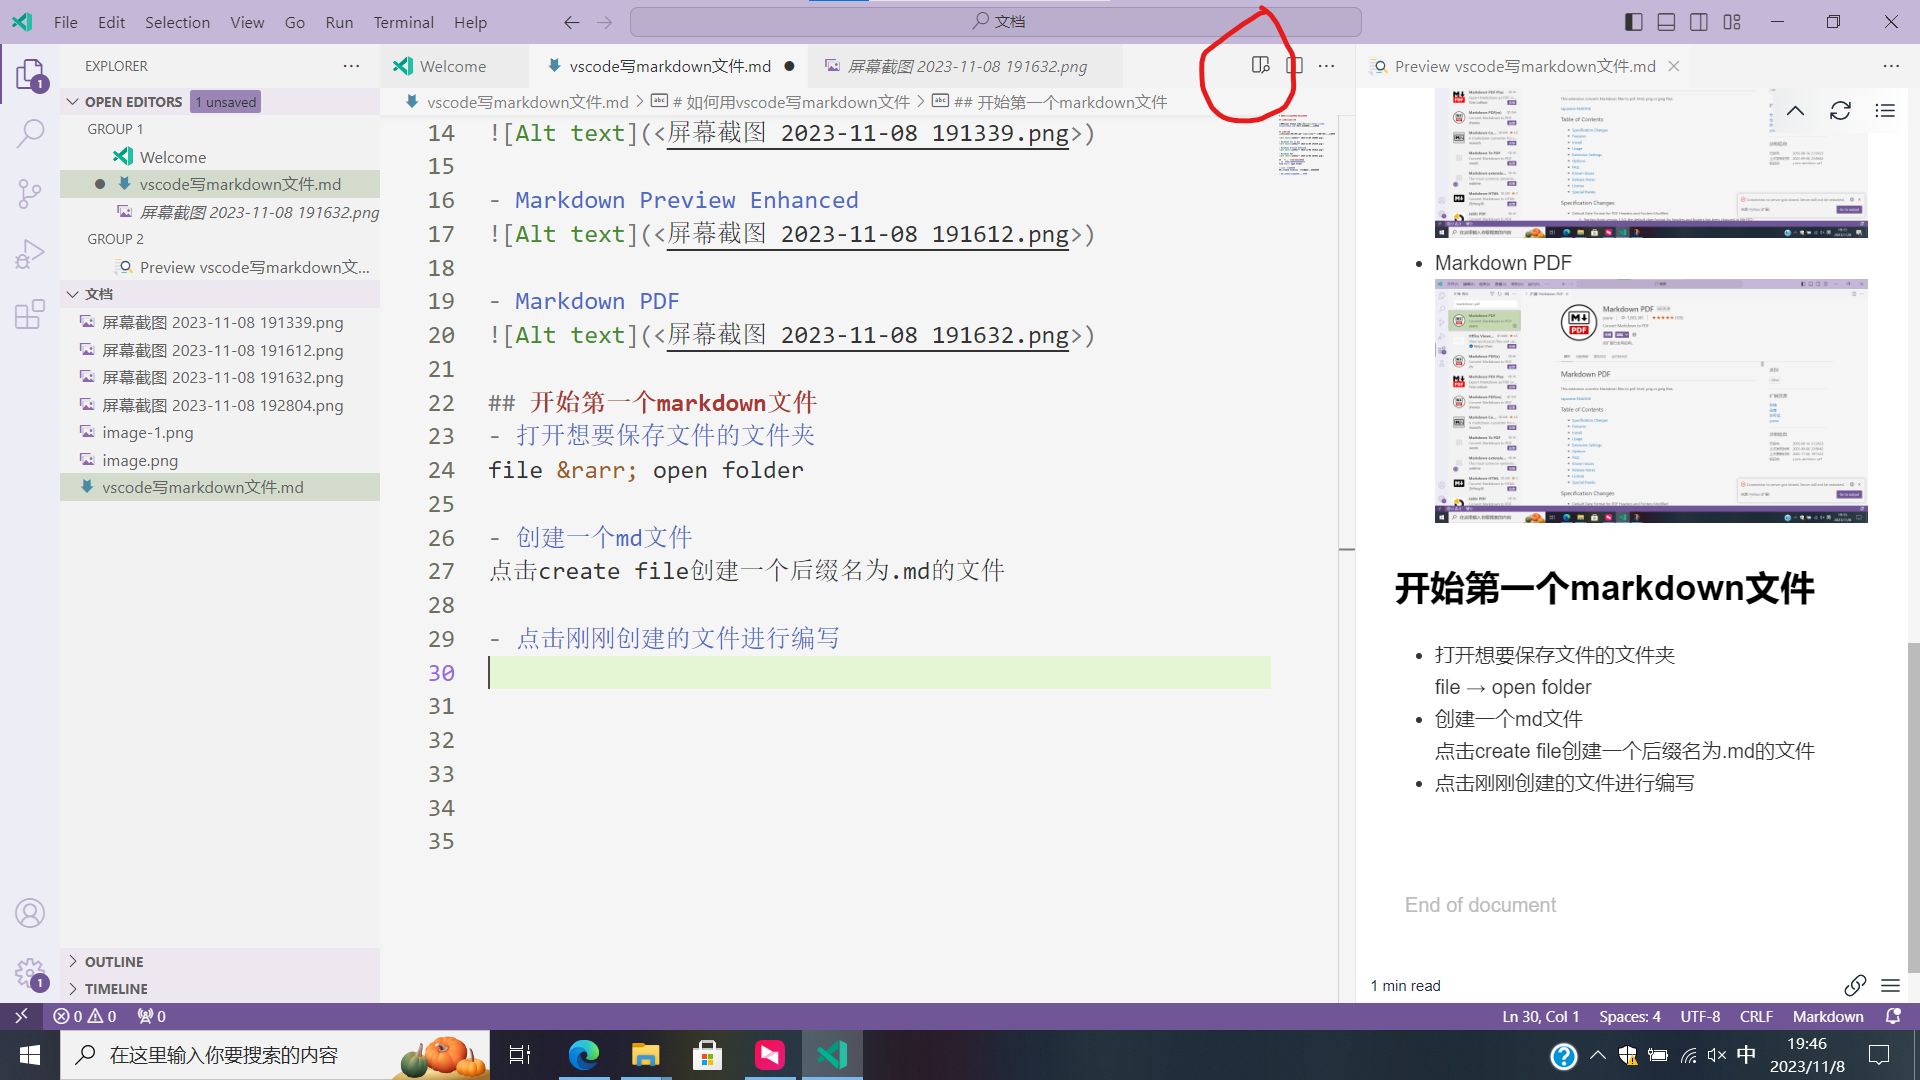 File Edit Selection View Go Run Terminal Help
文档
EXPLORER
OPEN EDITORS 1 unsaved
GROUP 1
Welcome
vscode写markdown文件.md
屏幕截图 2023-11-08 191632.png
GROUP 2
Preview vscode写markdown文...
文档
屏幕截图 2023-11-08 191339.png
屏幕截图 2023-11-08 191612.png
屏幕截图 2023-11-08 191632.png
屏幕截图 2023-11-08 192804.png
image-1.png
image.png
vscode写markdown文件.md
OUTLINE
TIMELINE
1
1
Welcome vscode写markdown文件.md 屏幕截图 2023-11-08 191632.png
vscode写markdown文件.md > # 如何用vscode写markdown文件 > ## 开始第一个markdown文件
14 ![Alt text](<屏幕截图 2023-11-08 191339.png>)
15
16 - Markdown Preview Enhanced
17 ![Alt text](<屏幕截图 2023-11-08 191612.png>)
18
19 - Markdown PDF
20 ![Alt text](<屏幕截图 2023-11-08 191632.png>)
21
22 ## 开始第一个markdown文件
23 - 打开想要保存文件的文件夹
24 file &rarr; open folder
25
26 - 创建一个md文件
27 点击create file创建一个后缀名为.md的文件
28
29 - 点击刚刚创建的文件进行编写
30
31
32
33
34
35
Preview vscode写markdown文件.md
Table of Contents
Specification Changes
• Markdown PDF
Markdown PDF
Markdown PDF
Table of Contents
Specification Changes
开始第一个markdown文件
• 打开想要保存文件的文件夹
file → open folder
• 创建一个md文件
点击create file创建一个后缀名为.md的文件
• 点击刚刚创建的文件进行编写
End of document
1 min read
0 0 0
Ln 30, Col 1 Spaces: 4 UTF-8 CRLF Markdown
在这里输入你要搜索的内容
中
19:46
2023/11/8